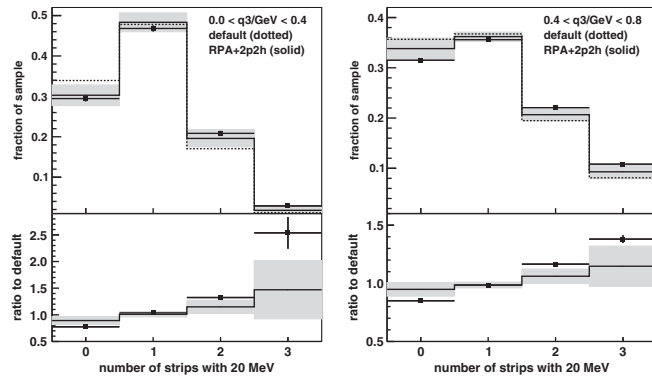 0.0 < q3/GeV < 0.4
default (dotted)
RPA+2p2h (solid)
fraction of sample
0.5
0.4
0.3
0.2
0.1
ratio to default
2.5
2.0
1.5
1.0
0.5
0 1 2 3
number of strips with 20 MeV
0.4 < q3/GeV < 0.8
default (dotted)
RPA+2p2h (solid)
fraction of sample
0.4
0.3
0.2
0.1
ratio to default
1.5
1.0
0.5
0 1 2 3
number of strips with 20 MeV